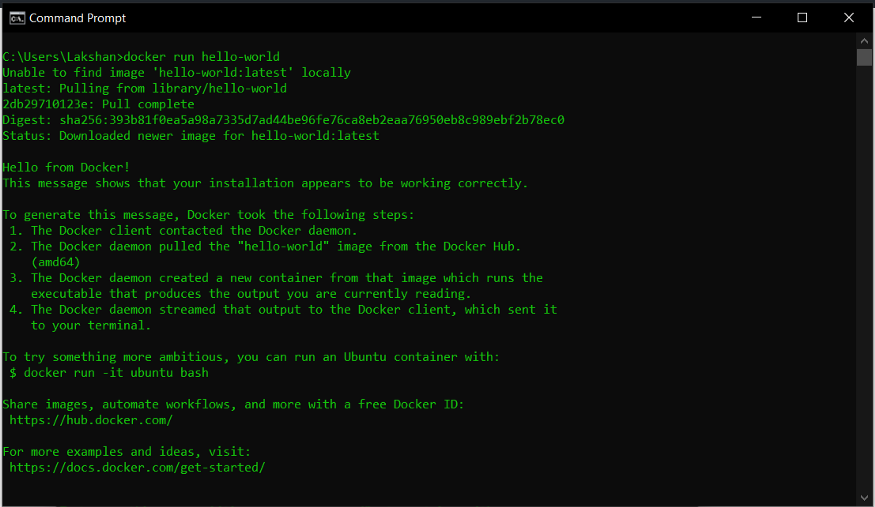 Command Prompt
C:\Users\Lakshan>docker run hello-world
Unable to find image 'hello-world:latest' locally
latest: Pulling from library/hello-world
2db29710123e: Pull complete
Digest: sha256:393b81f0ea5a98a7335d7ad44be96fe76ca8eb2eaa76950eb8c989ebf2b78ec0
Status: Downloaded newer image for hello-world:latest
Hello from Docker!
This message shows that your installation appears to be working correctly.
To generate this message, Docker took the following steps:
1. The Docker client contacted the Docker daemon.
2. The Docker daemon pulled the "hello-world" image from the Docker Hub.
(amd64)
3. The Docker daemon created a new container from that image which runs the
executable that produces the output you are currently reading.
4. The Docker daemon streamed that output to the Docker client, which sent it
to your terminal.
To try something more ambitious, you can run an Ubuntu container with:
$ docker run -it ubuntu bash
Share images, automate workflows, and more with a free Docker ID:
https://hub.docker.com/
For more examples and ideas, visit:
https://docs.docker.com/get-started/